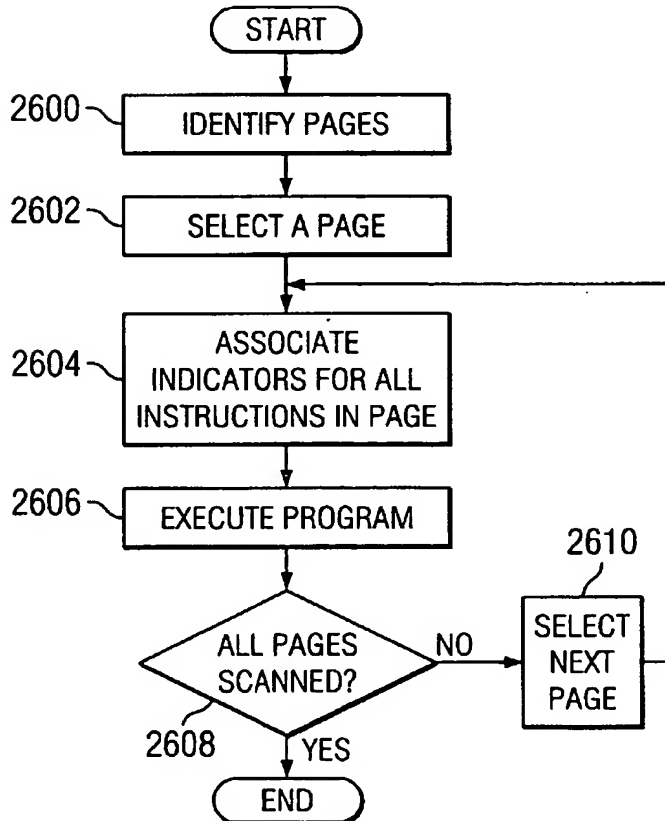 START
2600
IDENTIFY PAGES
2602
SELECT A PAGE
2604
ASSOCIATE
INDICATORS FOR ALL
INSTRUCTIONS IN PAGE
2606
EXECUTE PROGRAM
2608
ALL PAGES
SCANNED?
NO
2610
SELECT
NEXT
PAGE
YES
END